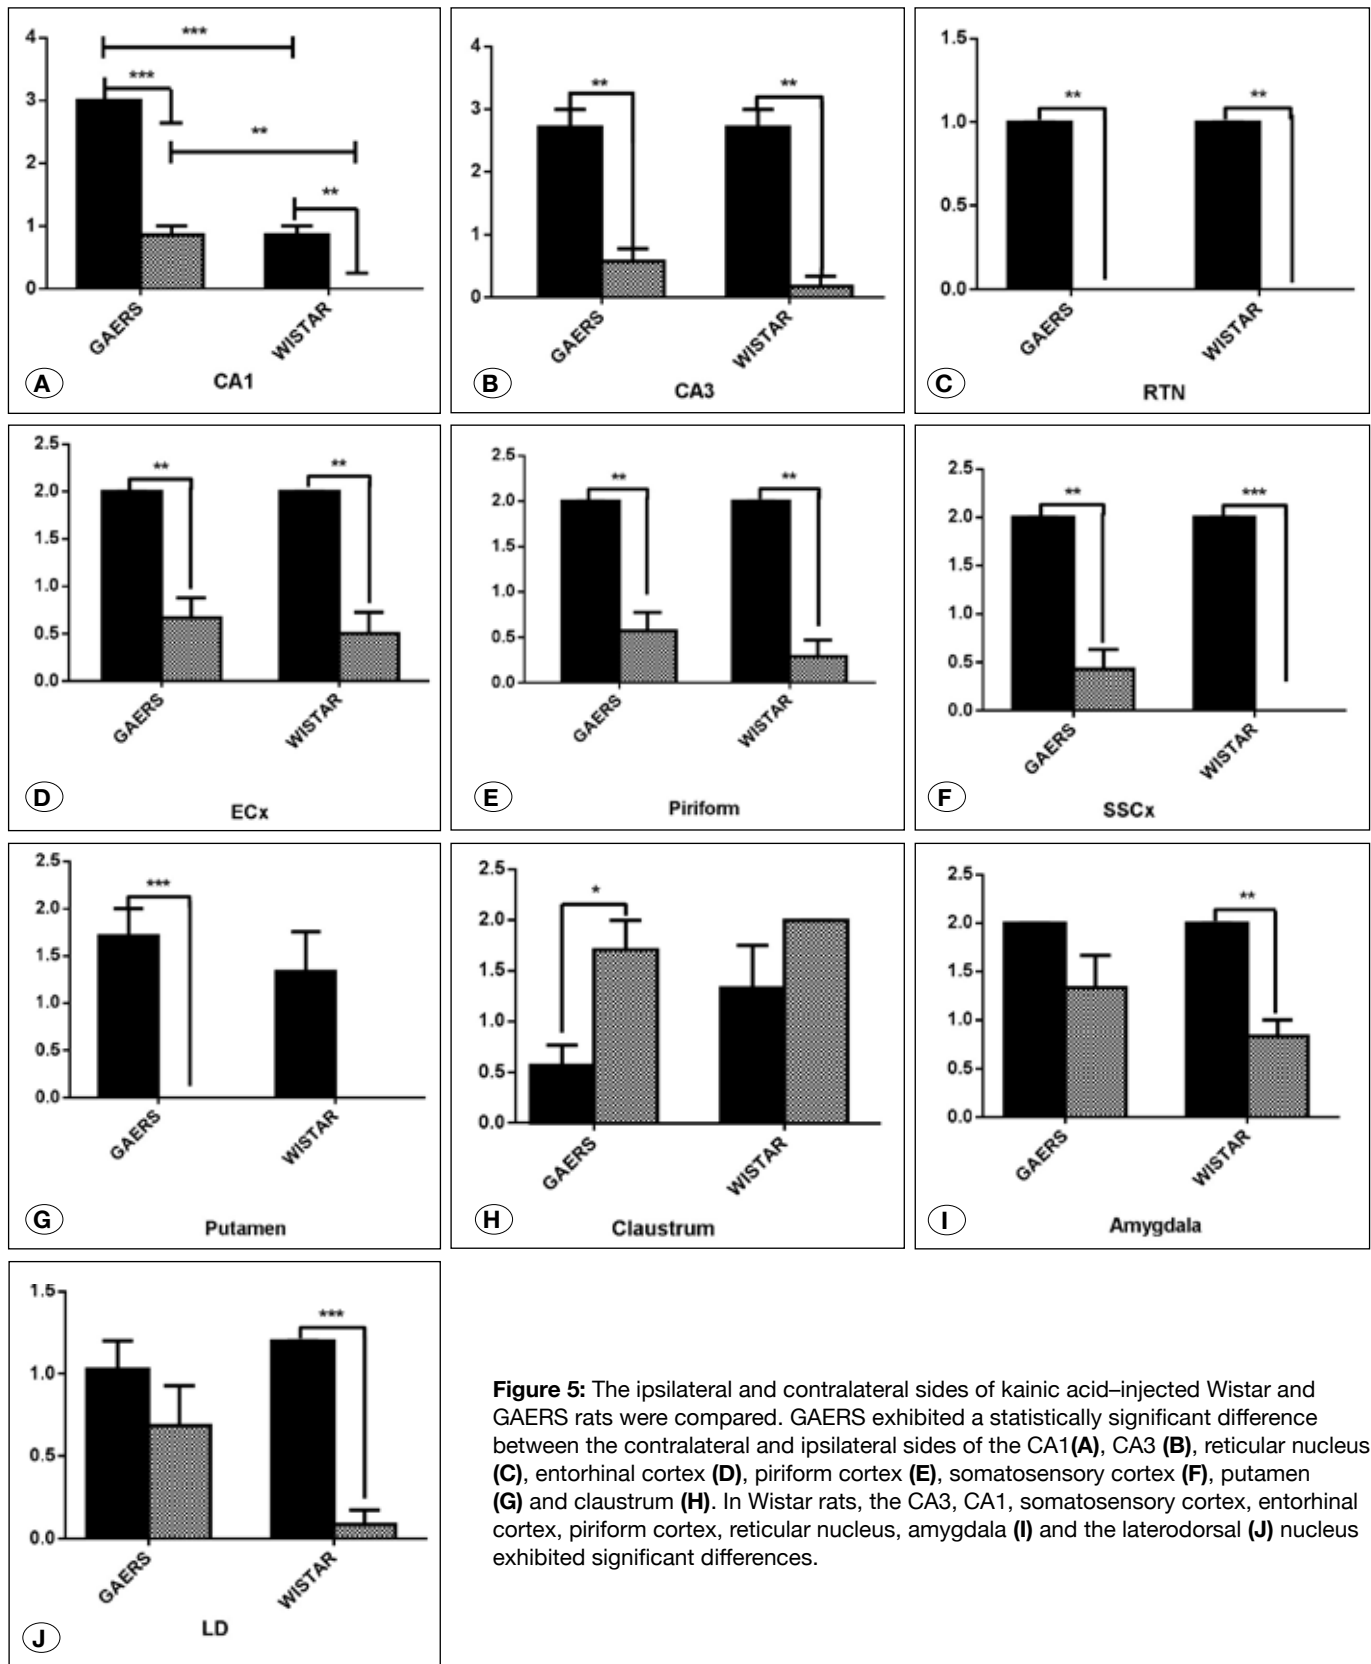 ***
***
**
**
4
3
2
1
0
GAERS
WISTAR
A
CA1
**
**
4
3
2
1
0
GAERS
WISTAR
B
CA3
**
**
1.5
1.0
0.5
0.0
GAERS
WISTAR
C
RTN
**
**
2.5
2.0
1.5
1.0
0.5
0.0
GAERS
WISTAR
D
ECx
**
**
2.5
2.0
1.5
1.0
0.5
0.0
GAERS
WISTAR
E
Piriform
**
***
2.5
2.0
1.5
1.0
0.5
0.0
GAERS
WISTAR
F
SSCx
***
2.5
2.0
1.5
1.0
0.5
0.0
GAERS
WISTAR
G
Putamen
*
2.5
2.0
1.5
1.0
0.5
0.0
GAERS
WISTAR
H
Claustrum
**
2.5
2.0
1.5
1.0
0.5
0.0
GAERS
WISTAR
I
Amygdala
***
1.5
1.0
0.5
0.0
GAERS
WISTAR
J
LD
Figure 5: The ipsilateral and contralateral sides of kainic acid–injected Wistar and
GAERS rats were compared. GAERS exhibited a statistically significant difference
between the contralateral and ipsilateral sides of the CA1(A), CA3 (B), reticular nucleus
(C), entorhinal cortex (D), piriform cortex (E), somatosensory cortex (F), putamen
(G) and claustrum (H). In Wistar rats, the CA3, CA1, somatosensory cortex, entorhinal
cortex, piriform cortex, reticular nucleus, amygdala (I) and the laterodorsal (J) nucleus
exhibited significant differences.